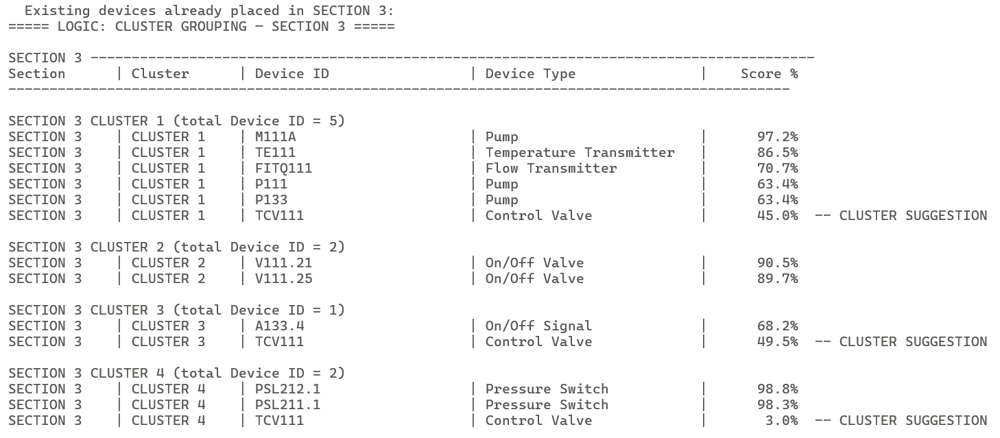 Existing devices already placed in SECTION 3:
===== LOGIC: CLUSTER GROUPING — SECTION 3 =====
SECTION 3 ----------------------------------------------------------------------------------------
Section | Cluster | Device ID | Device Type | Score %
-----------------------------------------------------------------------------------------------
SECTION 3 CLUSTER 1 (total Device ID = 5)
SECTION 3 | CLUSTER 1 | M111A | Pump | 97.2%
SECTION 3 | CLUSTER 1 | TE111 | Temperature Transmitter | 86.5%
SECTION 3 | CLUSTER 1 | FITQ111 | Flow Transmitter | 70.7%
SECTION 3 | CLUSTER 1 | P111 | Pump | 63.4%
SECTION 3 | CLUSTER 1 | P133 | Pump | 63.4%
SECTION 3 | CLUSTER 1 | TCV111 | Control Valve | 45.0% -- CLUSTER SUGGESTION
SECTION 3 CLUSTER 2 (total Device ID = 2)
SECTION 3 | CLUSTER 2 | V111.21 | On/Off Valve | 90.5%
SECTION 3 | CLUSTER 2 | V111.25 | On/Off Valve | 89.7%
SECTION 3 CLUSTER 3 (total Device ID = 1)
SECTION 3 | CLUSTER 3 | A133.4 | On/Off Signal | 68.2%
SECTION 3 | CLUSTER 3 | TCV111 | Control Valve | 49.5% -- CLUSTER SUGGESTION
SECTION 3 CLUSTER 4 (total Device ID = 2)
SECTION 3 | CLUSTER 4 | PSL212.1 | Pressure Switch | 98.8%
SECTION 3 | CLUSTER 4 | PSL211.1 | Pressure Switch | 98.3%
SECTION 3 | CLUSTER 4 | TCV111 | Control Valve | 3.0% -- CLUSTER SUGGESTION